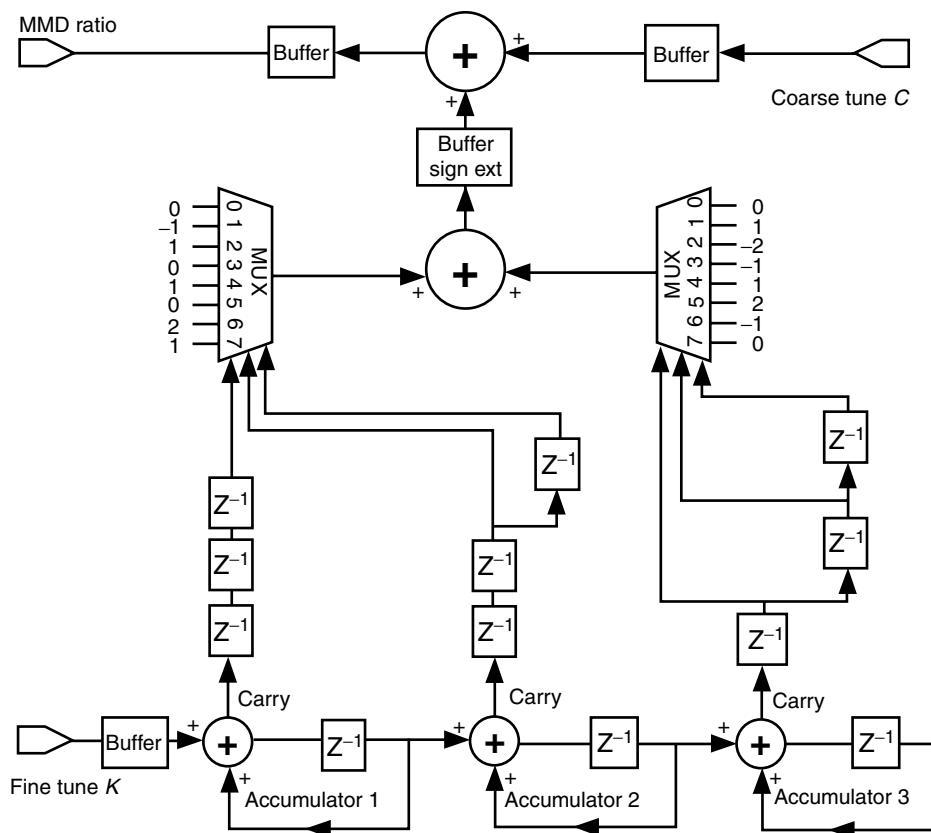 MMD ratio
Buffer
+
+
Buffer
Coarse tune C
+
Buffer
sign ext
0
–1
1
0
1
0
2
1
0 1 2 3 4 5 6 7
MUX
+
+
+
MUX
0 1 2 3 4 5 6 7
0
1
–2
–1
1
2
–1
0
Z–1
Z–1
Z–1
Z–1
Z–1
Z–1
Z–1
Z–1
Z–1
Carry
Carry
Carry
Fine tune K
Buffer
+
+
+
Z–1
Accumulator 1
+
+
+
Z–1
Accumulator 2
+
+
+
Z–1
Accumulator 3